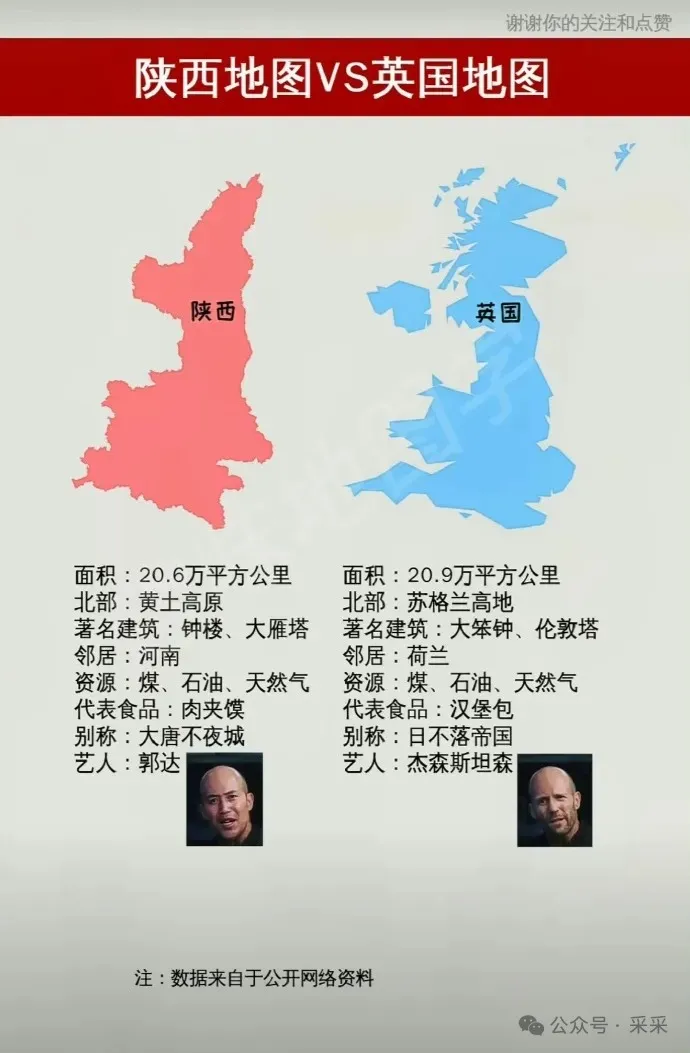 谢谢你的关注和点赞
陕西地图VS英国地图
陕西
英国
面积：20.6万平方公里
北部：黄土高原
著名建筑：钟楼、大雁塔
邻居：河南
资源：煤、石油、天然气
代表食品：肉夹馍
别称：大唐不夜城
艺人：郭达
面积：20.9万平方公里
北部：苏格兰高地
著名建筑：大笨钟、伦敦塔
邻居：荷兰
资源：煤、石油、天然气
代表食品：汉堡包
别称：日不落帝国
艺人：杰森斯坦森
注：数据来自于公开网络资料
公众号·采采